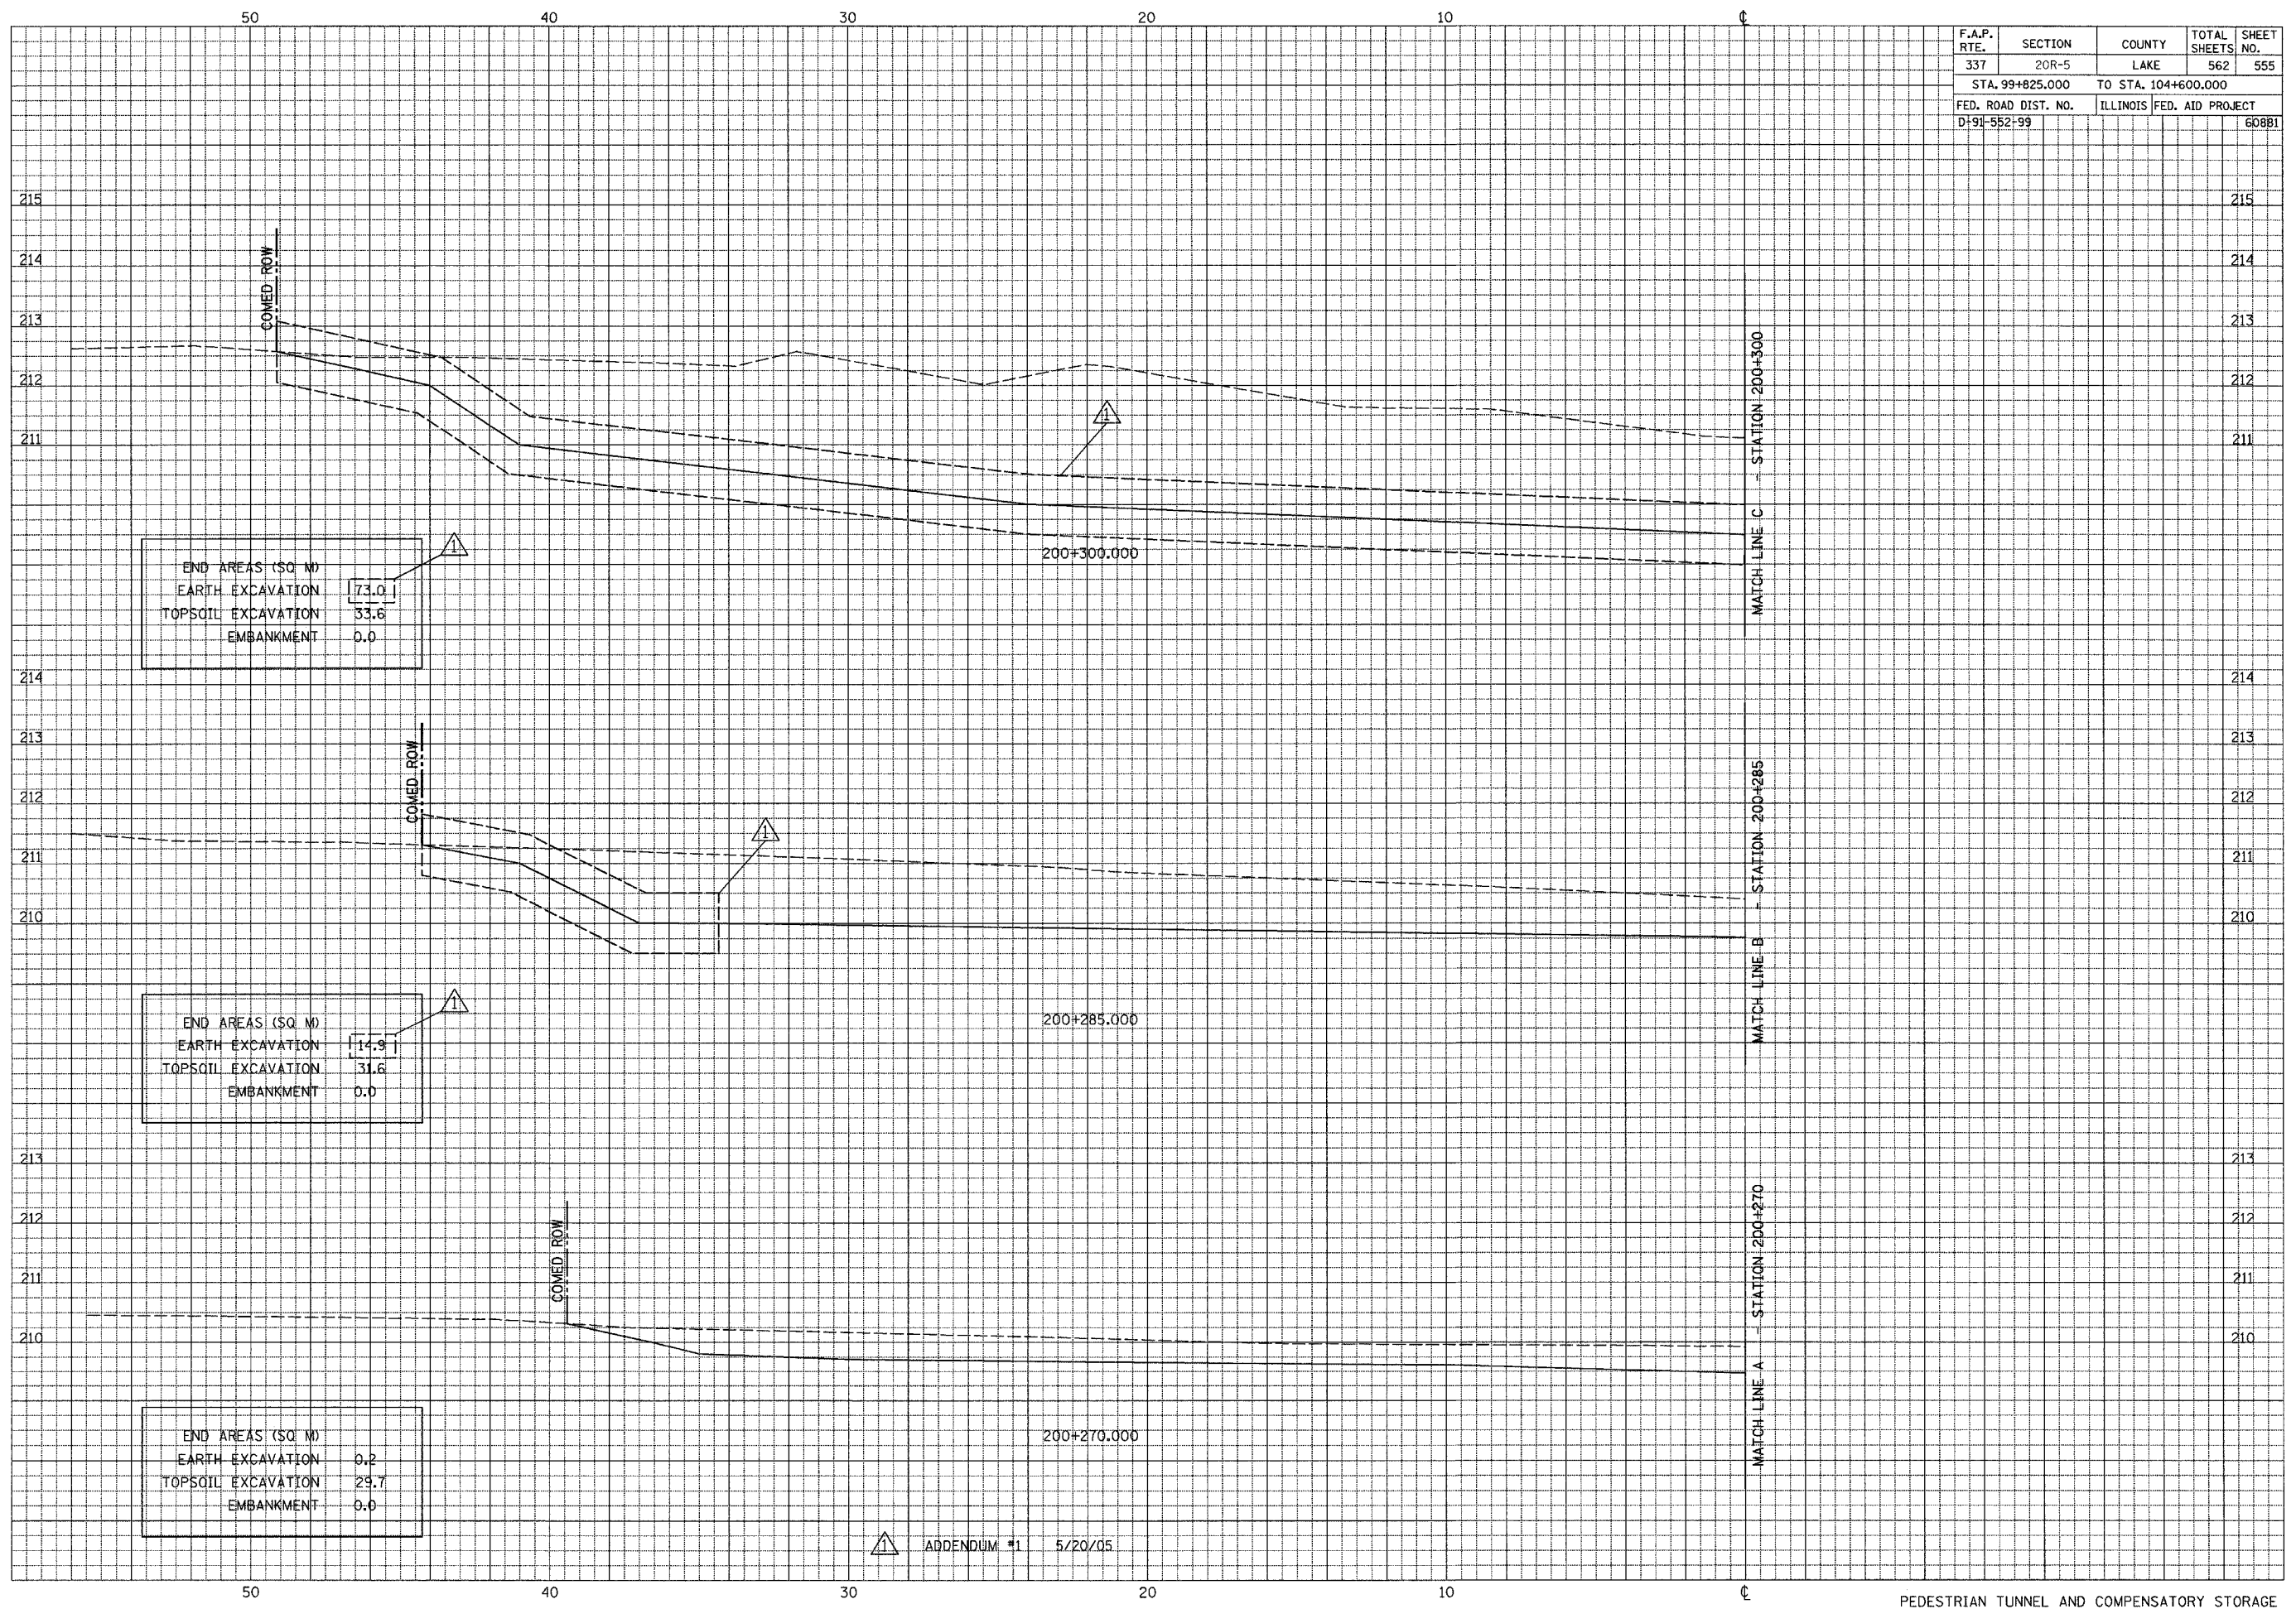 50 40 30 20 10 ℄
F.A.P. RTE. SECTION COUNTY TOTAL SHEETS SHEET NO.
337 20R-5 LAKE 562 555
STA. 99+825.000 TO STA. 104+600.000
FED. ROAD DIST. NO. ILLINOIS FED. AID PROJECT
D-91-552-99 60881
215 215
214 214
213 213
212 212
211 211
COMED ROW
1
MATCH LINE C - STATION 200+300
200+300.000
1
END AREAS (SQ M)
EARTH EXCAVATION 73.0
TOPSOIL EXCAVATION 33.6
EMBANKMENT 0.0
214 214
213 213
212 212
211 211
210 210
COMED ROW
1
MATCH LINE B - STATION 200+285
200+285.000
1
END AREAS (SQ M)
EARTH EXCAVATION 14.9
TOPSOIL EXCAVATION 31.6
EMBANKMENT 0.0
213 213
212 212
211 211
210 210
COMED ROW
MATCH LINE A - STATION 200+270
200+270.000
END AREAS (SQ M)
EARTH EXCAVATION 0.2
TOPSOIL EXCAVATION 29.7
EMBANKMENT 0.0
1 ADDENDUM #1 5/20/05
50 40 30 20 10 ℄
PEDESTRIAN TUNNEL AND COMPENSATORY STORAGE